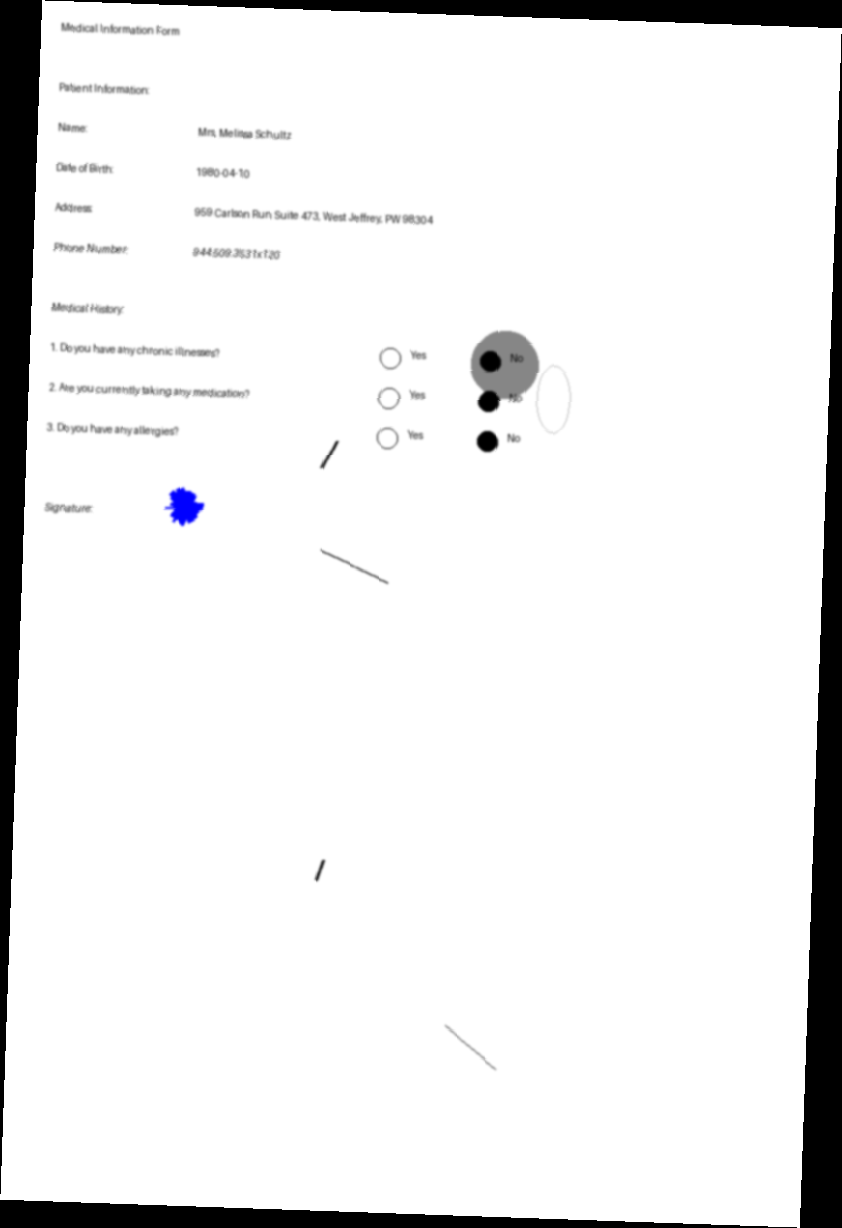 Medical Information Form
Patient Information:
Name: Mrs. Melissa Schultz
Date of Birth: 1980-04-10
Address: 959 Carlson Run Suite 473, West Jeffrey, PW 98304
Phone Number: 944.509.3531x120
Medical History:
1. Do you have any chronic illnesses? Yes No
2. Are you currently taking any medication? Yes No
3. Do you have any allergies? Yes No
Signature: